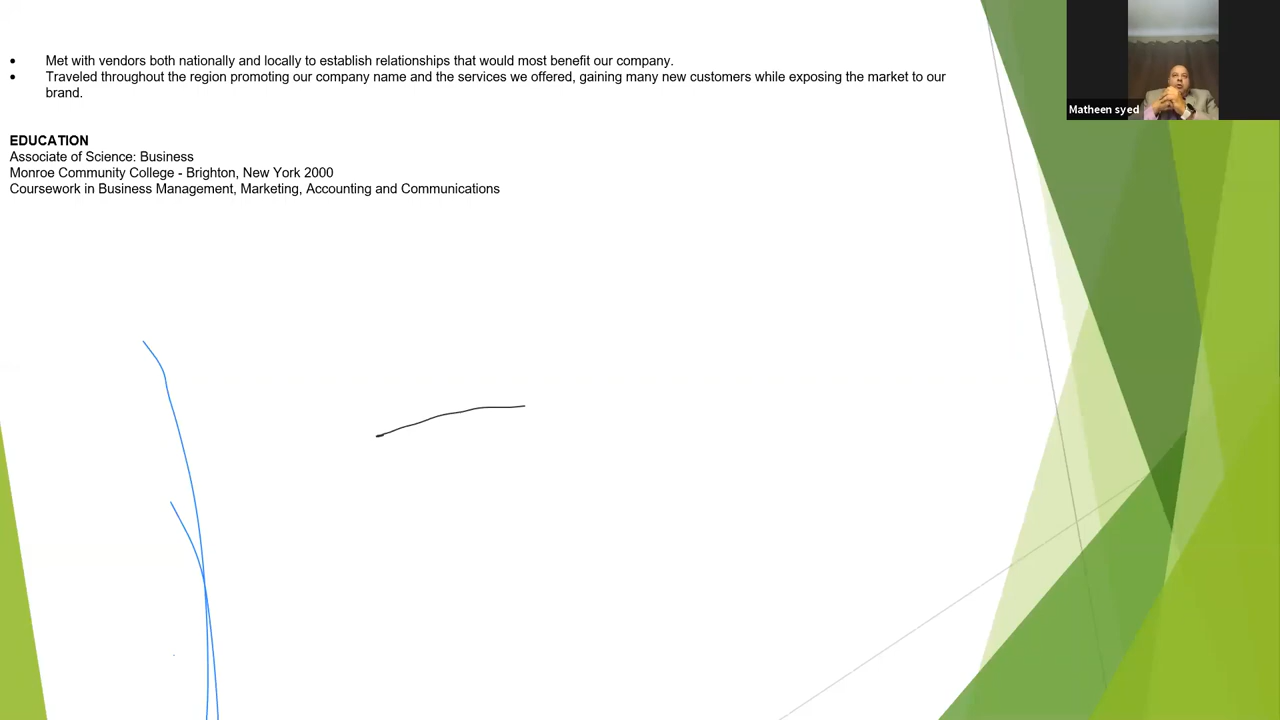 • Met with vendors both nationally and locally to establish relationships that would most benefit our company.
• Traveled throughout the region promoting our company name and the services we offered, gaining many new customers while exposing the market to our
brand.
EDUCATION
Associate of Science: Business
Monroe Community College - Brighton, New York 2000
Coursework in Business Management, Marketing, Accounting and Communications
Matheen syed